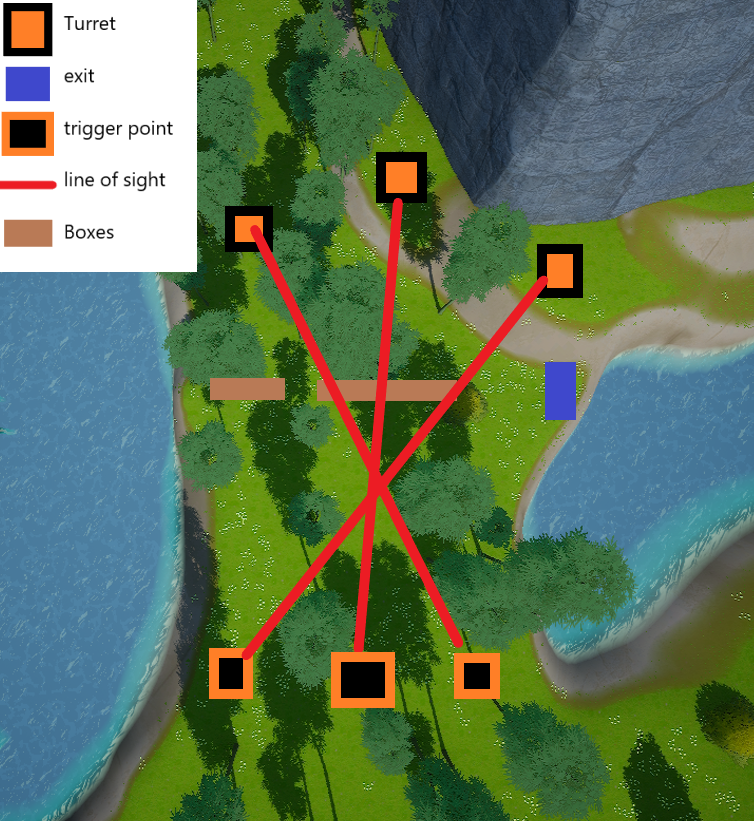 Turret
exit
trigger point
line of sight
Boxes